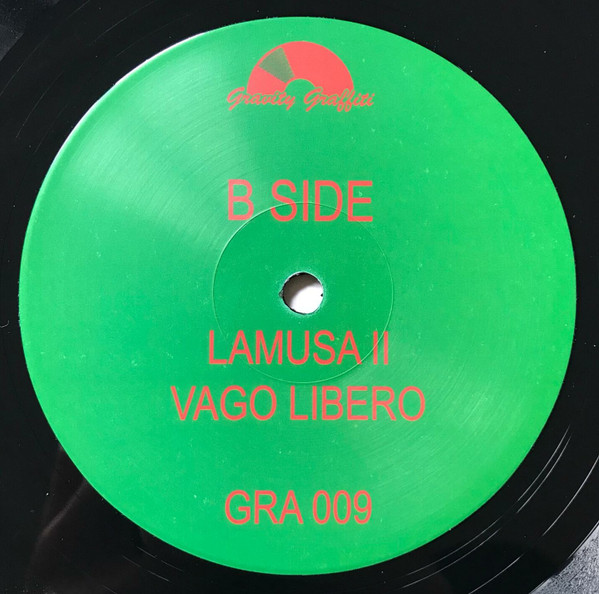 Gravity Graffiti
B SIDE
LAMUSA II
VAGO LIBERO
GRA 009